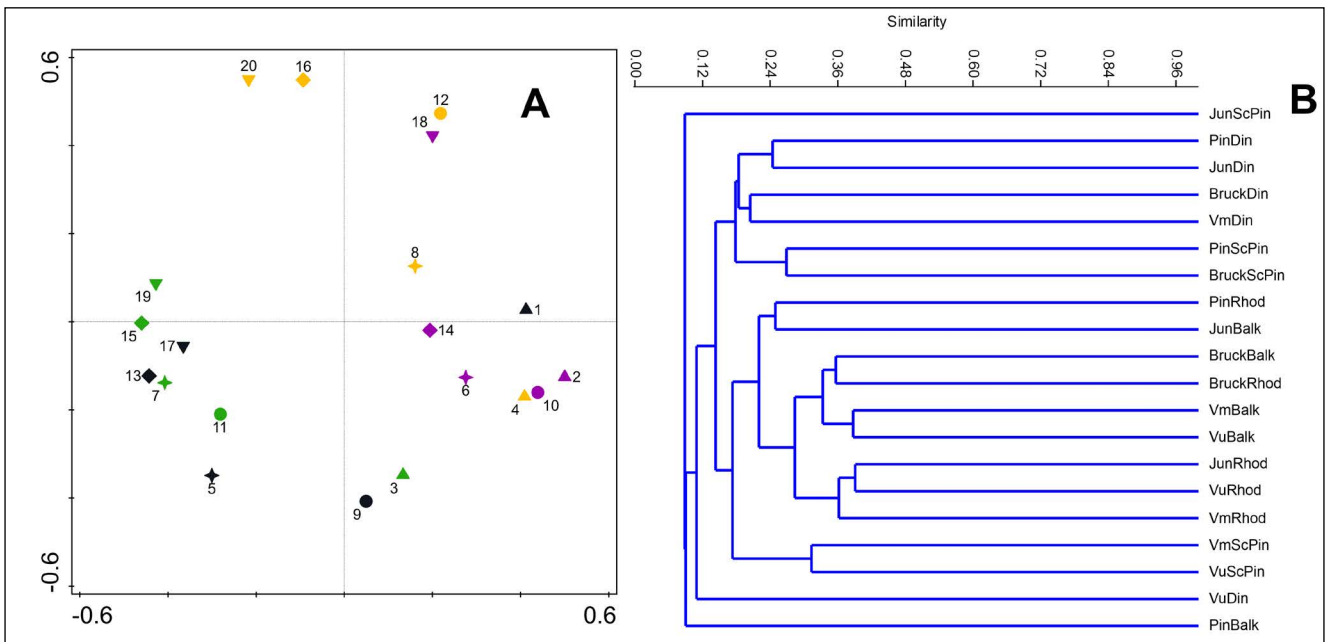 Similarity
0.00 0.12 0.24 0.36 0.48 0.60 0.72 0.84 0.96
A
B
0.6
-0.6
-0.6 0.6
20 16
12
18
8
1
19
15
14
17
13
7
6
2
4 10
11
5
3
9
JunScPin
PinDin
JunDin
BruckDin
VmDin
PinScPin
BruckScPin
PinRhod
JunBalk
BruckBalk
BruckRhod
VmBalk
VuBalk
JunRhod
VuRhod
VmRhod
VmScPin
VuScPin
VuDin
PinBalk